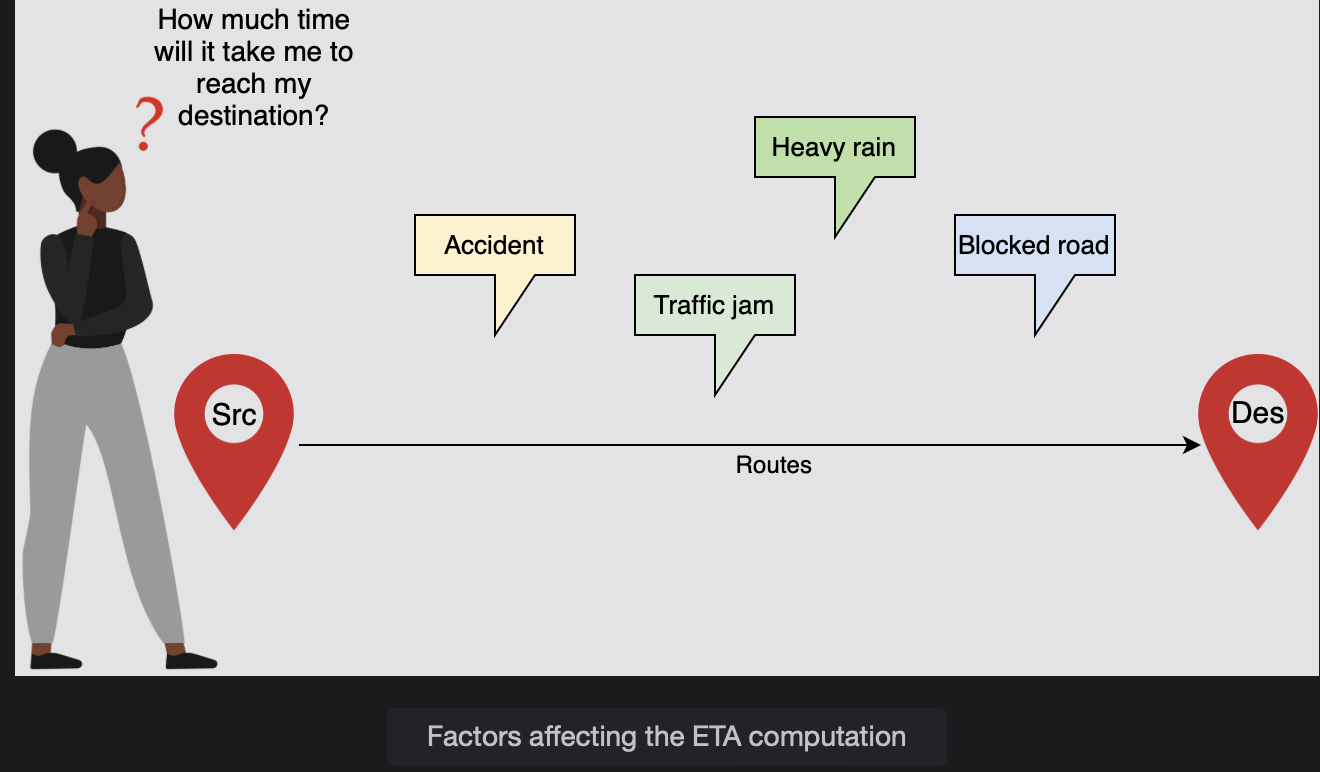 How much time
will it take me to
reach my
destination?
?
Heavy rain
Accident
Blocked road
Traffic jam
Src
Des
Routes
Factors affecting the ETA computation